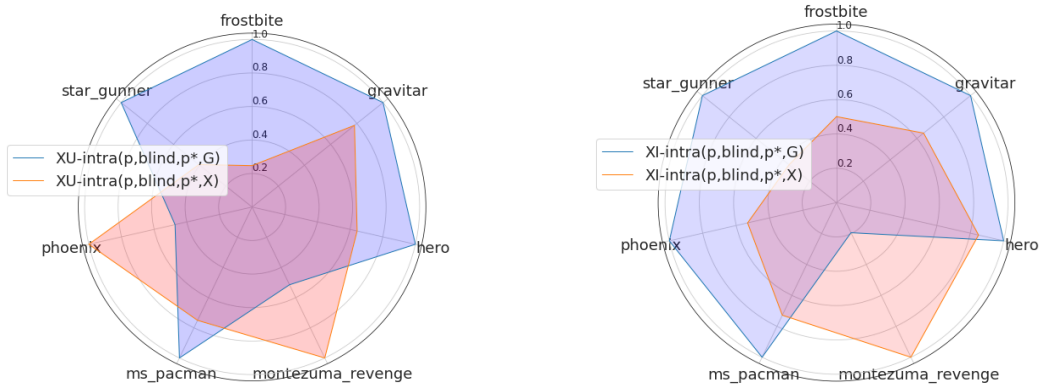 frostbite
1.0
0.8
0.6
0.4
0.2
star_gunner
gravitar
XU-intra(p,blind,p*,G)
XU-intra(p,blind,p*,X)
phoenix
hero
ms_pacman
montezuma_revenge
frostbite
1.0
0.8
0.6
0.4
0.2
star_gunner
gravitar
XI-intra(p,blind,p*,G)
XI-intra(p,blind,p*,X)
phoenix
hero
ms_pacman
montezuma_revenge